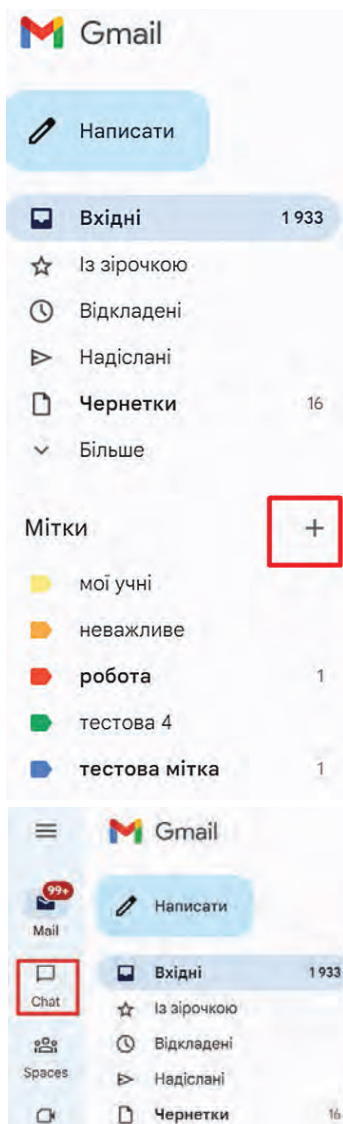 Gmail
Написати
Вхідні 1 933
Із зірочкою
Відкладені
Надіслані
Чернетки 16
Більше
Мітки +
мої учні
неважливе
робота 1
тестова 4
тестова мітка 1
Gmail
99+
Mail
Написати
Chat
Вхідні 1 933
Із зірочкою
Spaces
Відкладені
Надіслані
Чернетки 16